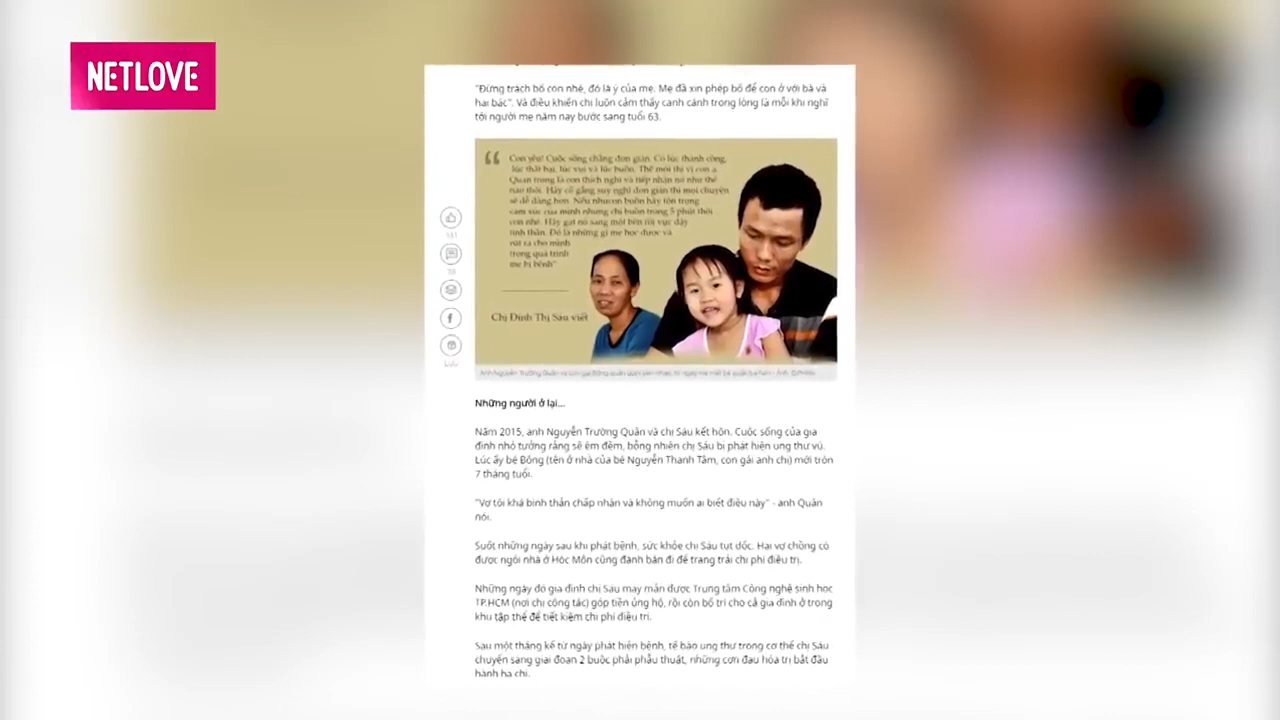 NETLOVE
"Đừng trách bố con nhé, đó là ý của mẹ. Mẹ đã xin phép bố để con ở với bà và
hai bác". Và điều khiến chị luôn cảm thấy canh cánh trong lòng là mỗi khi nghĩ
tới người mẹ năm nay bước sang tuổi 63.
“ Con yêu! Cuộc sống chẳng đơn giản. Có lúc thành công,
lúc thất bại, lúc vui và lúc buồn. Thế mới thi vị con ạ.
Quan trọng là con thích nghi và tiếp nhận nó như thế
nào thôi. Hãy cố gắng suy nghĩ đơn giản thì mọi chuyện
sẽ dễ dàng hơn. Nếu như con buồn hãy tôn trọng
cảm xúc của mình nhưng chỉ buồn trong 5 phút thôi
con nhé. Hãy gạt nó sang một bên rồi vực dậy
tinh thần. Đó là những gì mẹ học được và
rút ra cho mình
trong quá trình
mẹ bị bệnh"
Chị Đinh Thị Sáu viết
141
Lưu
Những người ở lại...
Năm 2015, anh Nguyễn Trường Quân và chị Sáu kết hôn. Cuộc sống của gia
đình nhỏ tưởng rằng sẽ êm đềm, bỗng nhiên chị Sáu bị phát hiện ung thư vú.
Lúc ấy bé Bông (tên ở nhà của bé Nguyễn Thanh Tâm, con gái anh chị) mới tròn
7 tháng tuổi.
"Vợ tôi khá bình thản chấp nhận và không muốn ai biết điều này" - anh Quân
nói.
Suốt những ngày sau khi phát bệnh, sức khỏe chị Sáu tụt dốc. Hai vợ chồng có
được ngôi nhà ở Hóc Môn cũng đành bán đi để trang trải chi phí điều trị.
Những ngày đó gia đình chị Sáu may mắn được Trung tâm Công nghệ sinh học
TP.HCM (nơi chị công tác) góp tiền ủng hộ, rồi còn bố trí cho cả gia đình ở trong
khu tập thể để tiết kiệm chi phí điều trị.
Sau một tháng kể từ ngày phát hiện bệnh, tế bào ung thư trong cơ thể chị Sáu
chuyển sang giai đoạn 2 buộc phải phẫu thuật, những cơn đau hóa trị bắt đầu
hành hạ chị.